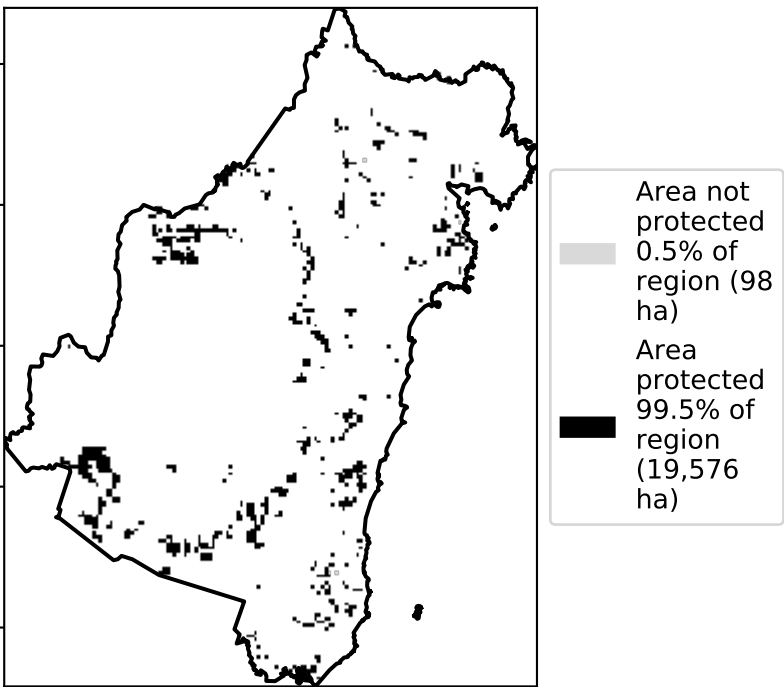 Area not
protected
0.5% of
region (98
ha)
Area
protected
99.5% of
region
(19,576
ha)